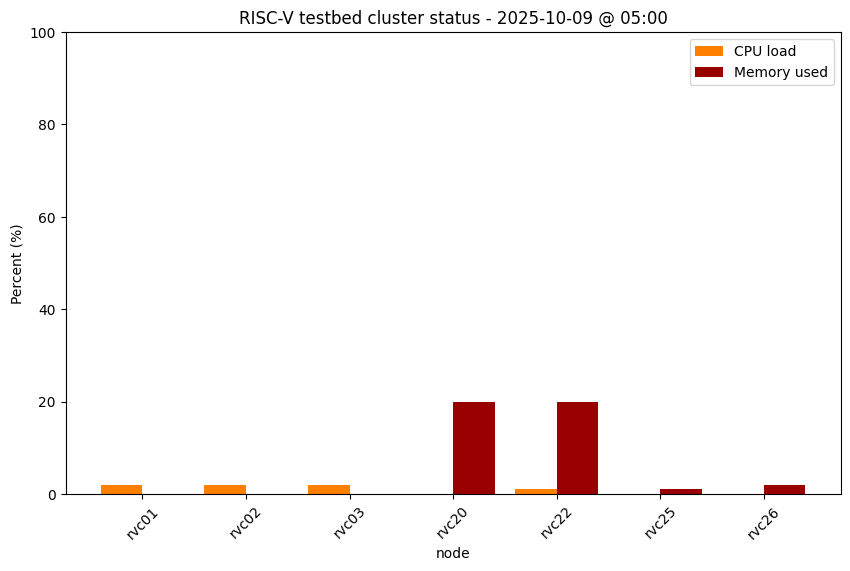 RISC-V testbed cluster status - 2025-10-09 @ 05:00
CPU load
Memory used
Percent (%)
100
80
60
40
20
0
rvc01
rvc02
rvc03
rvc20
rvc22
rvc25
rvc26
node